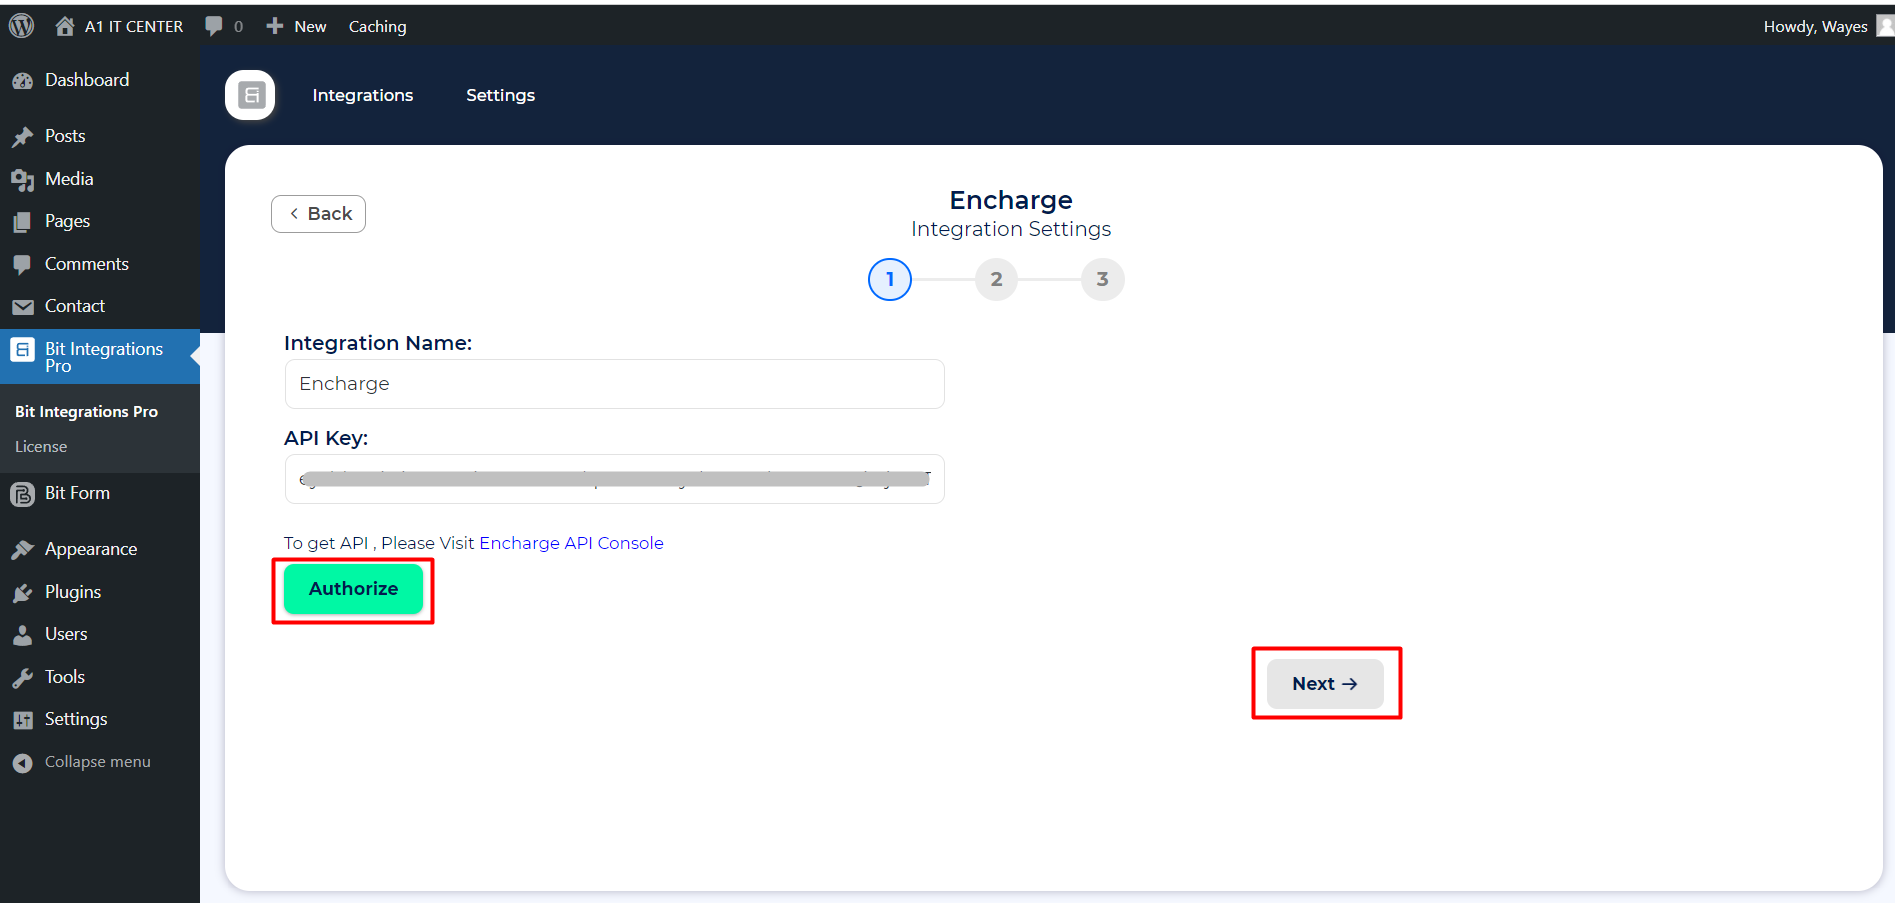 A1 IT CENTER
0
New
Caching
Howdy, Wayes
Dashboard
Posts
Media
Pages
Comments
Contact
Bit Integrations
Pro
Bit Integrations Pro
License
Bit Form
Appearance
Plugins
Users
Tools
Settings
Collapse menu
Integrations
Settings
Back
Encharge
Integration Settings
1
2
3
Integration Name:
Encharge
API Key:
To get API , Please Visit Encharge API Console
Authorize
Next →